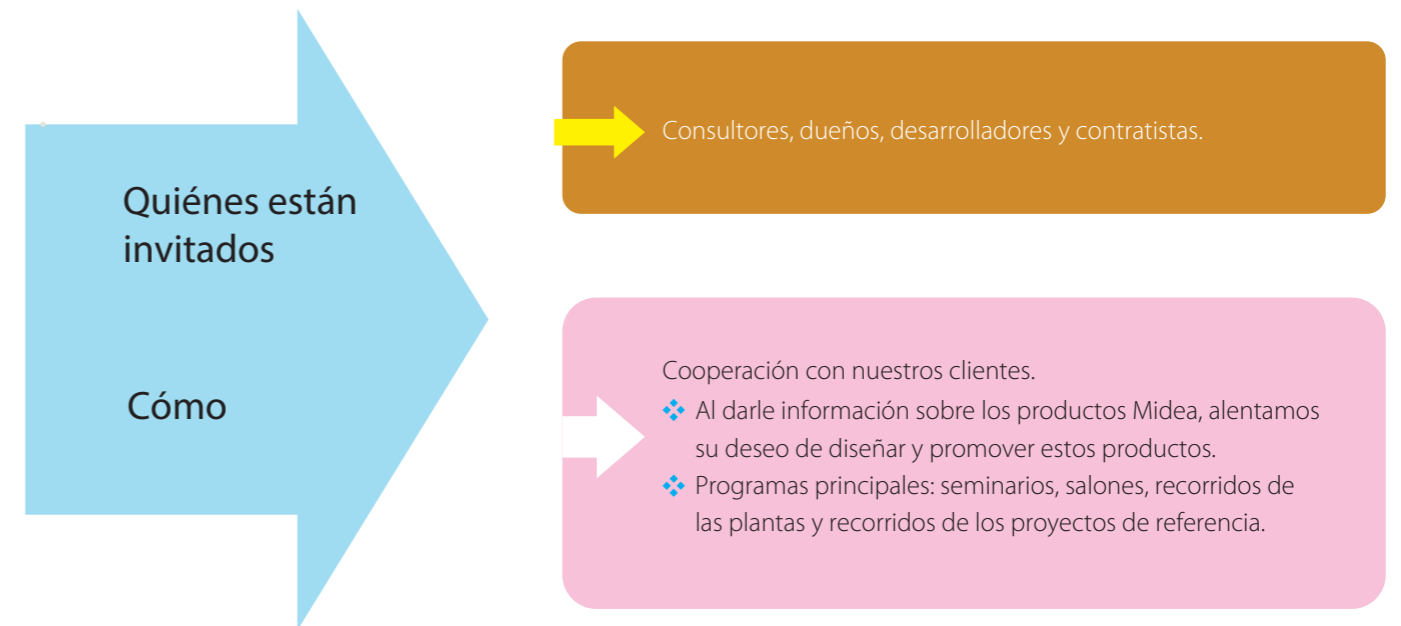 Quiénes están
invitados
Cómo
Consultores, dueños, desarrolladores y contratistas.
Cooperación con nuestros clientes.
Al darle información sobre los productos Midea, alentamos
su deseo de diseñar y promover estos productos.
Programas principales: seminarios, salones, recorridos de
las plantas y recorridos de los proyectos de referencia.